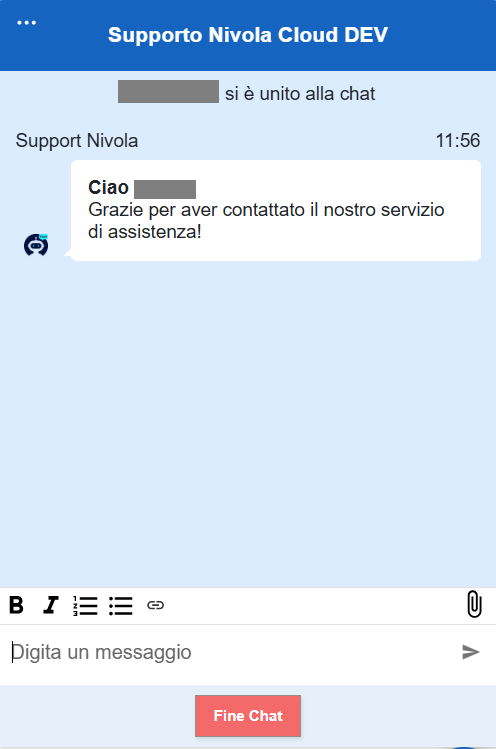 Supporto Nivola Cloud DEV
si è unito alla chat
Support Nivola 11:56
Ciao
Grazie per aver contattato il nostro servizio
di assistenza!
Digita un messaggio
Fine Chat